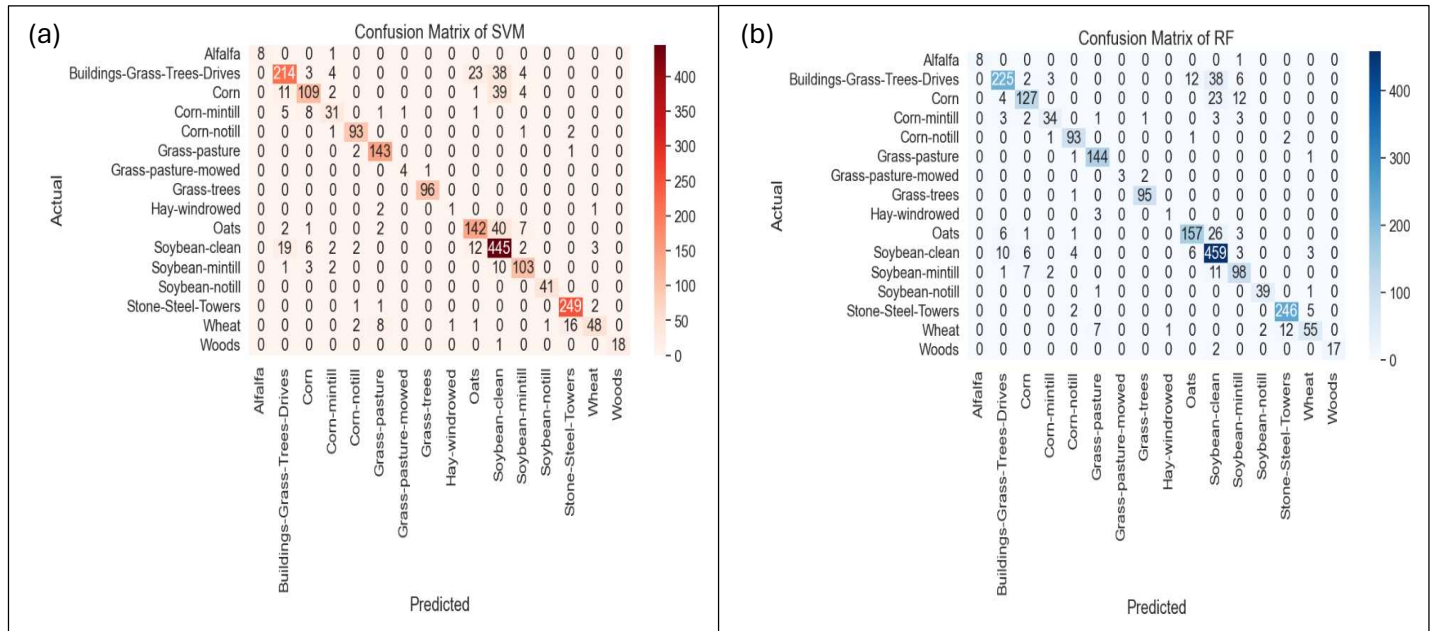 (a)
Confusion Matrix of SVM
Actual
Alfalfa 8 0 0 1 0 0 0 0 0 0 0 0 0 0 0 0
Buildings-Grass-Trees-Drives 0 214 3 4 0 0 0 0 0 23 38 4 0 0 0 0
Corn 0 11 109 2 0 0 0 0 0 1 39 4 0 0 0 0
Corn-mintill 0 5 8 31 0 1 1 0 0 1 0 0 0 0 0 0
Corn-notill 0 0 0 1 93 0 0 0 0 0 0 1 0 2 0 0
Grass-pasture 0 0 0 0 2 143 0 0 0 0 0 0 0 1 0 0
Grass-pasture-mowed 0 0 0 0 0 0 4 1 0 0 0 0 0 0 0 0
Grass-trees 0 0 0 0 0 0 0 96 0 0 0 0 0 0 0 0
Hay-windrowed 0 0 0 0 0 2 0 0 1 0 0 0 0 0 1 0
Oats 0 2 1 0 0 2 0 0 0 142 40 7 0 0 0 0
Soybean-clean 0 19 6 2 2 0 0 0 0 12 445 2 0 0 3 0
Soybean-mintill 0 1 3 2 0 0 0 0 0 0 10 103 0 0 0 0
Soybean-notill 0 0 0 0 0 0 0 0 0 0 0 0 41 0 0 0
Stone-Steel-Towers 0 0 0 0 1 1 0 0 0 0 0 0 0 249 2 0
Wheat 0 0 0 0 2 8 0 0 1 1 0 0 1 16 48 0
Woods 0 0 0 0 0 0 0 0 0 0 1 0 0 0 0 18
Alfalfa
Buildings-Grass-Trees-Drives
Corn
Corn-mintill
Corn-notill
Grass-pasture
Grass-pasture-mowed
Grass-trees
Hay-windrowed
Oats
Soybean-clean
Soybean-mintill
Soybean-notill
Stone-Steel-Towers
Wheat
Woods
Predicted
400
350
300
250
200
150
100
50
0
(b)
Confusion Matrix of RF
Actual
Alfalfa 8 0 0 0 0 0 0 0 0 0 0 1 0 0 0 0
Buildings-Grass-Trees-Drives 0 225 2 3 0 0 0 0 0 12 38 6 0 0 0 0
Corn 0 4 127 0 0 0 0 0 0 0 23 12 0 0 0 0
Corn-mintill 0 3 2 34 0 1 0 1 0 0 3 3 0 0 0 0
Corn-notill 0 0 0 1 93 0 0 0 0 1 0 0 0 2 0 0
Grass-pasture 0 0 0 0 1 144 0 0 0 0 0 0 0 0 1 0
Grass-pasture-mowed 0 0 0 0 0 0 3 2 0 0 0 0 0 0 0 0
Grass-trees 0 0 0 0 1 0 0 95 0 0 0 0 0 0 0 0
Hay-windrowed 0 0 0 0 0 3 0 0 1 0 0 0 0 0 0 0
Oats 0 6 1 0 0 1 0 0 0 157 26 3 0 0 0 0
Soybean-clean 0 10 6 0 4 0 0 0 0 6 459 3 0 0 3 0
Soybean-mintill 0 1 7 2 0 0 0 0 0 0 11 98 0 0 0 0
Soybean-notill 0 0 0 0 0 1 0 0 0 0 0 0 39 0 1 0
Stone-Steel-Towers 0 0 0 0 2 0 0 0 0 0 0 0 0 246 5 0
Wheat 0 0 0 0 0 7 0 0 1 0 0 0 2 12 55 0
Woods 0 0 0 0 0 0 0 0 0 0 2 0 0 0 0 17
Alfalfa
Buildings-Grass-Trees-Drives
Corn
Corn-mintill
Corn-notill
Grass-pasture
Grass-pasture-mowed
Grass-trees
Hay-windrowed
Oats
Soybean-clean
Soybean-mintill
Soybean-notill
Stone-Steel-Towers
Wheat
Woods
Predicted
400
300
200
100
0